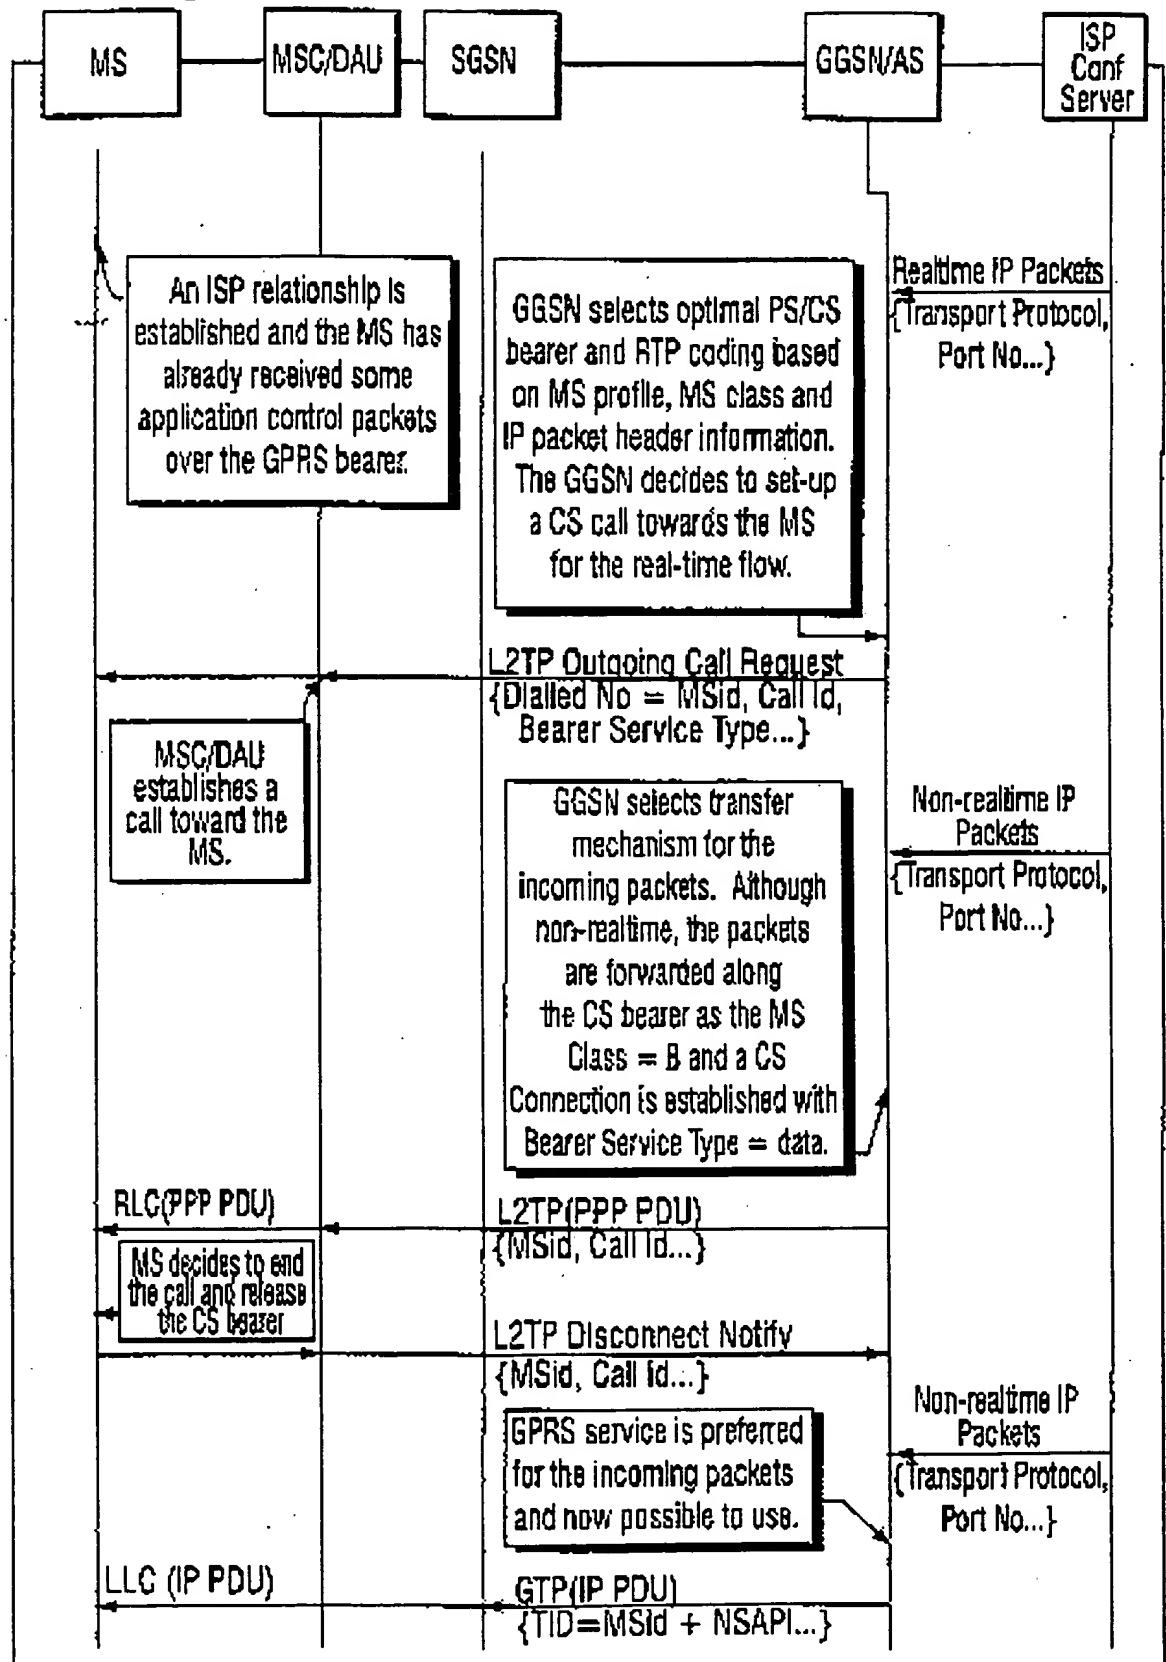 MS
MSC/DAU
SGSN
GGSN/AS
ISP
Conf
Server
An ISP relationship is
established and the MS has
already received some
application control packets
over the GPRS bearer.
GGSN selects optimal PS/CS
bearer and RTP coding based
on MS profile, MS class and
IP packet header information.
The GGSN decides to set-up
a CS call towards the MS
for the real-time flow.
Realtime IP Packets
{Transport Protocol,
Port No...}
L2TP Outgoing Call Request
{Dialled No = MSid, Call Id,
Bearer Service Type...}
MSC/DAU
establishes a
call toward the
MS.
GGSN selects transfer
mechanism for the
incoming packets. Although
non-realtime, the packets
are forwarded along
the CS bearer as the MS
Class = B and a CS
Connection is established with
Bearer Service Type = data.
Non-realtime IP
Packets
{Transport Protocol,
Port No...}
RLC(PPP PDU)
L2TP(PPP PDU)
{MSid, Call Id...}
MS decides to end
the call and release
the CS bearer
L2TP Disconnect Notify
{MSid, Call Id...}
GPRS service is preferred
for the incoming packets
and now possible to use.
Non-realtime IP
Packets
{Transport Protocol,
Port No...}
LLC (IP PDU)
GTP(IP PDU)
{TID=MSId + NSAPI...}